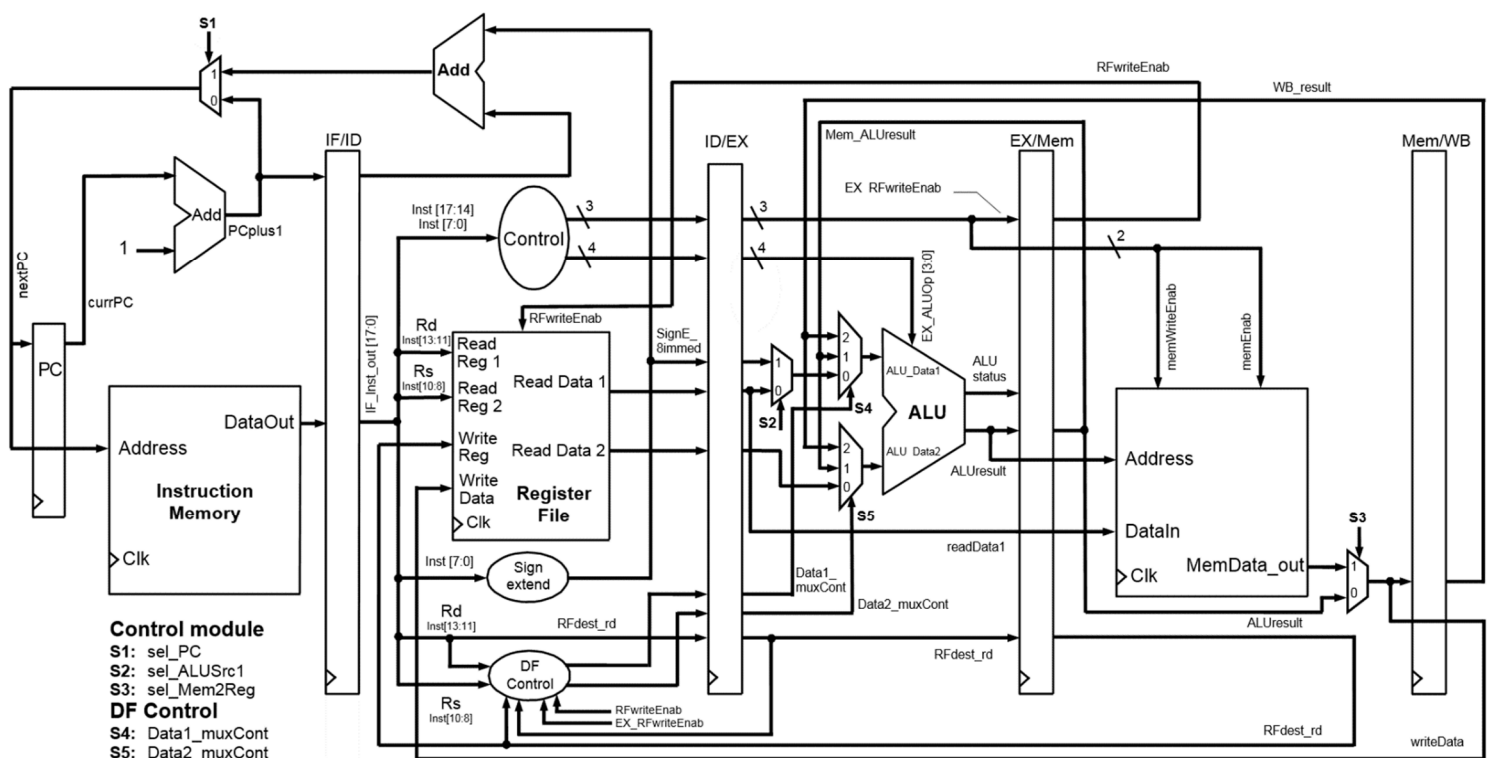 S1
1
0
Add
RFwriteEnab
WB_result
IF/ID
ID/EX
Mem_ALUresult
EX/Mem
Mem/WB
Add
PCplus1
1
nextPC
currPC
PC
Inst [17:14]
Inst [7:0]
Control
3
4
3
4
EX_RFwriteEnab
2
EX_ALUOp [3:0]
memWriteEnab
memEnab
IF_Inst_out [17:0]
RFwriteEnab
SignE_
8immed
Rd
Inst[13:11]
Rs
Inst[10:8]
Read
Reg 1
Read
Reg 2
Write
Reg
Write
Data
Clk
Read Data 1
Read Data 2
Register
File
1
0
S2
2
1
0
S4
2
1
0
S5
ALU_Data1
ALU
ALU_Data2
ALU
status
ALUresult
readData1
Address
DataIn
MemData_out
Clk
S3
1
0
ALUresult
DataOut
Address
Instruction
Memory
Clk
Inst [7:0]
Sign
extend
Data1_
muxCont
Data2_muxCont
Rd
Inst[13:11]
RFdest_rd
RFdest_rd
DF
Control
Rs
Inst[10:8]
RFwriteEnab
EX_RFwriteEnab
RFdest_rd
writeData
Control module
S1: sel_PC
S2: sel_ALUSrc1
S3: sel_Mem2Reg
DF Control
S4: Data1_muxCont
S5: Data2_muxCont